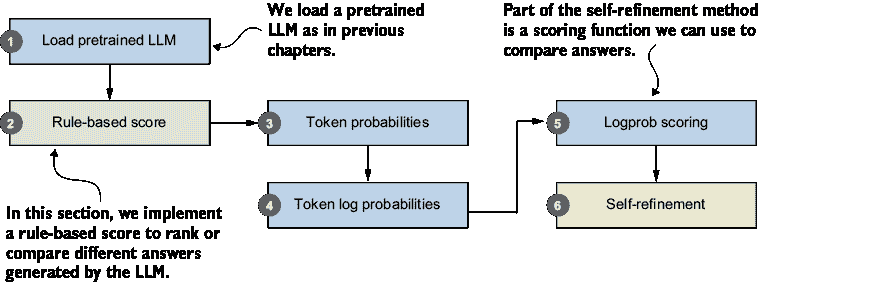 We load a pretrained
LLM as in previous
chapters.
Part of the self-refinement method
is a scoring function we can use to
compare answers.
1 Load pretrained LLM
2 Rule-based score
3 Token probabilities
5 Logprob scoring
4 Token log probabilities
6 Self-refinement
In this section, we implement
a rule-based score to rank or
compare different answers
generated by the LLM.